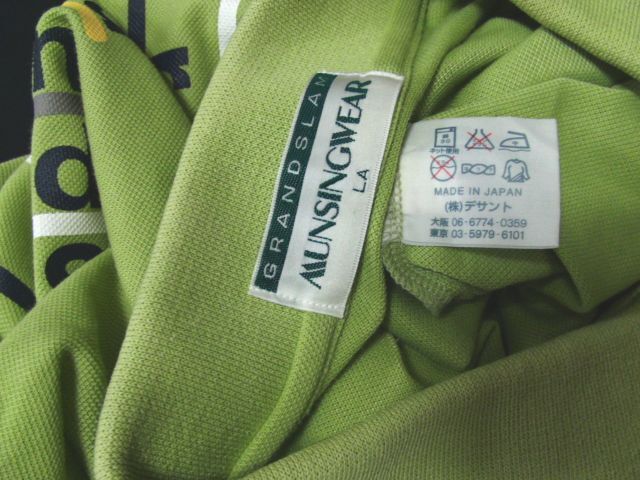 GRANDSLAM
MUNSINGWEAR
LA
ネット使用
MADE IN JAPAN
(株)デサント
大阪 06-6774-0359
東京 03-5979-6101
n
d